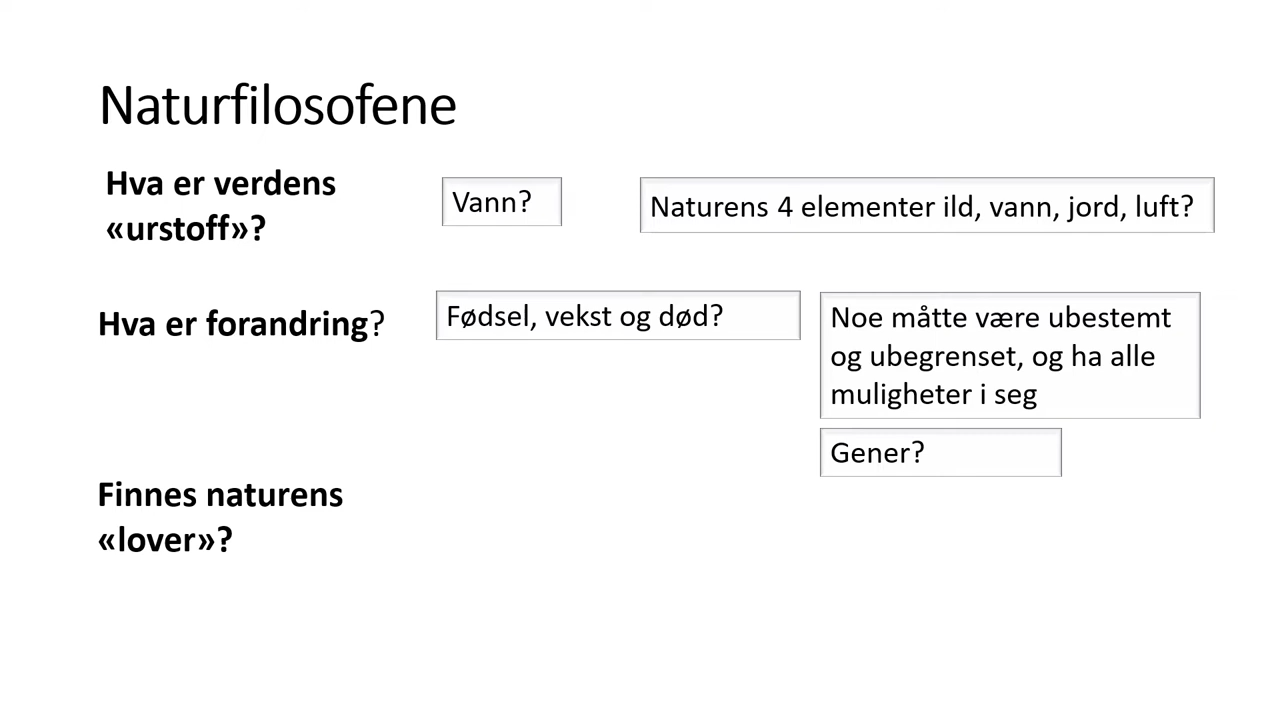 Naturfilosofene
Hva er verdens
«urstoff»?
Vann?
Naturens 4 elementer ild, vann, jord, luft?
Hva er forandring?
Fødsel, vekst og død?
Noe måtte være ubestemt
og ubegrenset, og ha alle
muligheter i seg
Gener?
Finnes naturens
«lover»?